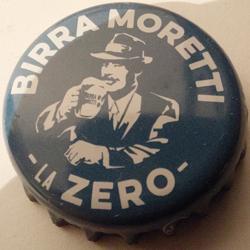 BIRRA MORETTI
- LA ZERO -